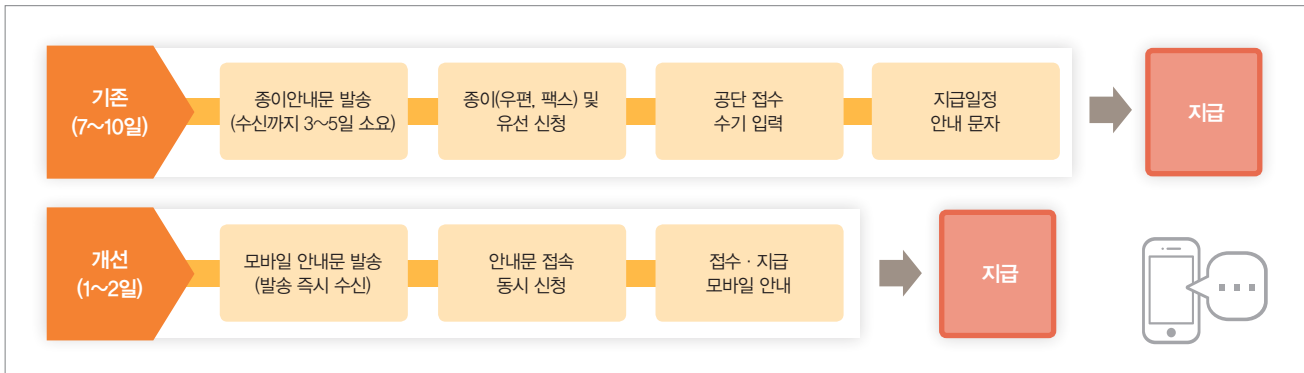 기존
(7~10일)
종이안내문 발송
(수신까지 3~5일 소요)
종이(우편, 팩스) 및
유선 신청
공단 접수
수기 입력
지급일정
안내 문자
지급
개선
(1~2일)
모바일 안내문 발송
(발송 즉시 수신)
안내문 접속
동시 신청
접수 · 지급
모바일 안내
지급